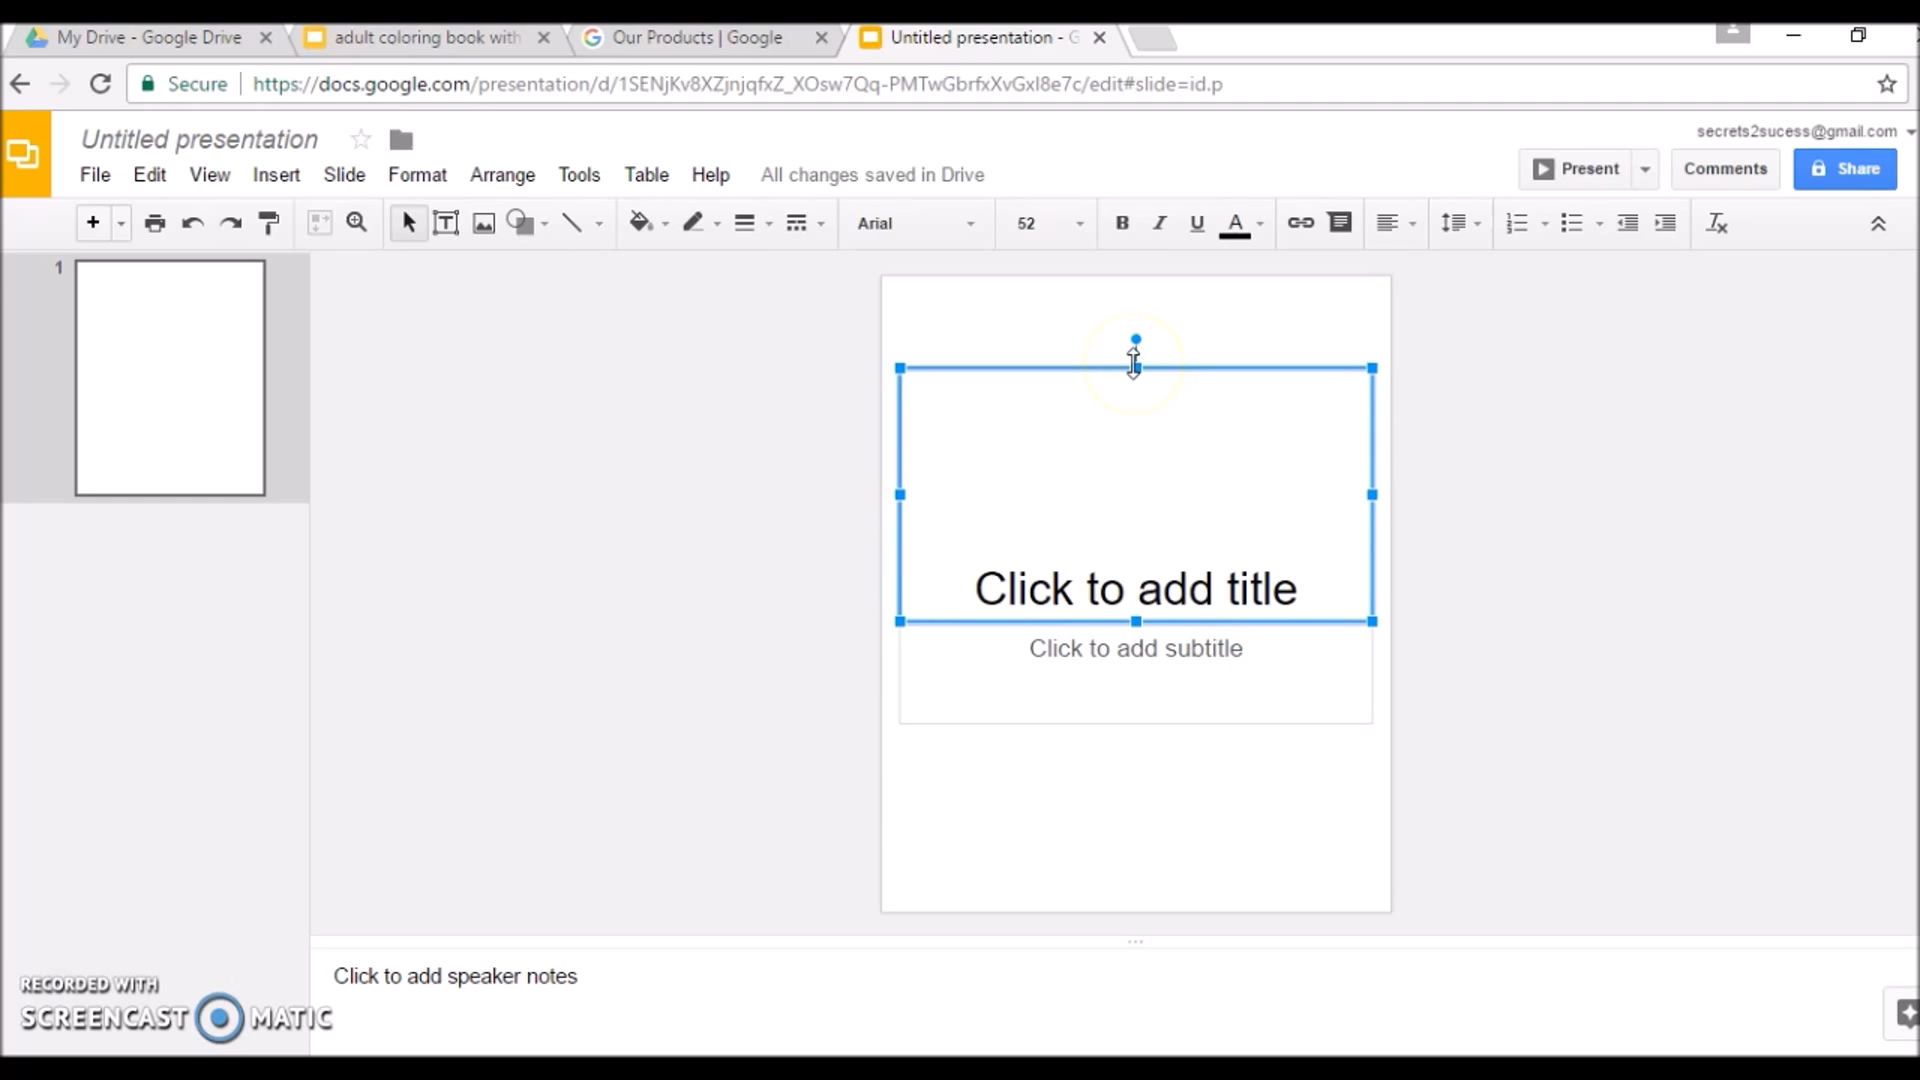 My Drive - Google Drive
adult coloring book with
Our Products | Google
Untitled presentation - G
Secure
https://docs.google.com/presentation/d/1SENjKv8XZjnjqfxZ_XOsw7Qq-PMTwGbrfxXvGxl8e7c/edit#slide=id.p
Untitled presentation
secrets2sucess@gmail.com
File Edit View Insert Slide Format Arrange Tools Table Help All changes saved in Drive
Present
Comments
Share
Arial
52
B I U A
1
Click to add title
Click to add subtitle
Click to add speaker notes
RECORDED WITH
SCREENCAST MATIC